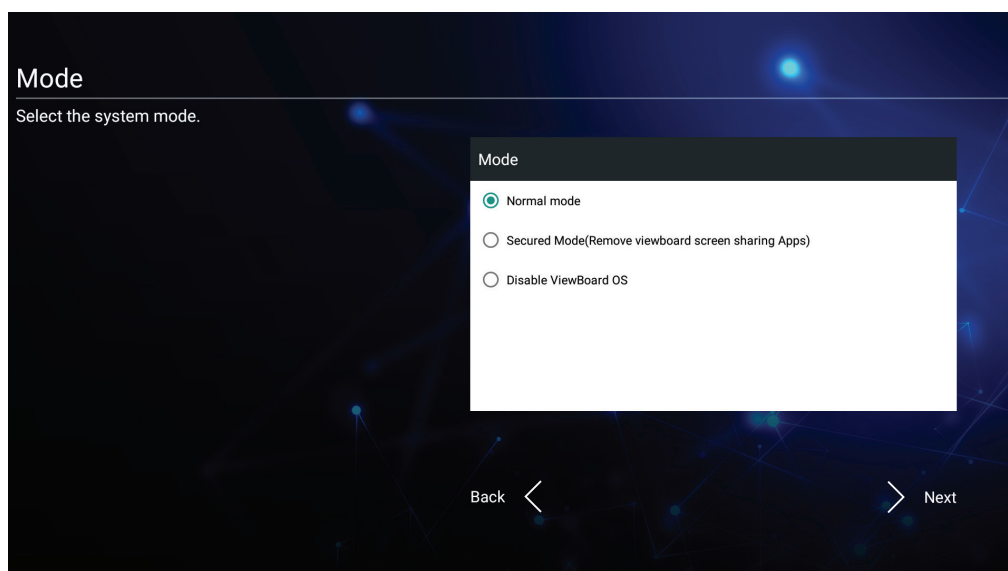 Mode
Select the system mode.
Mode
Normal mode
Secured Mode(Remove viewboard screen sharing Apps)
Disable ViewBoard OS
Back
Next